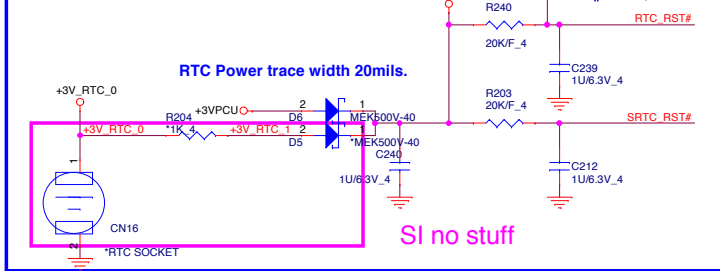 R240
RTC_RST#
20K/F_4
C239
1U/6.3V_4
RTC Power trace width 20mils.
+3V_RTC_0
+3VPCU
2
1
D6
MEK500V-40
R203
20K/F_4
SRTC_RST#
R204
+3V_RTC_0
*1K_4
+3V_RTC_1
2
1
D5
*MEK500V-40
C240
1U/6.3V_4
C212
1U/6.3V_4
1
CN16
2
*RTC SOCKET
SI no stuff